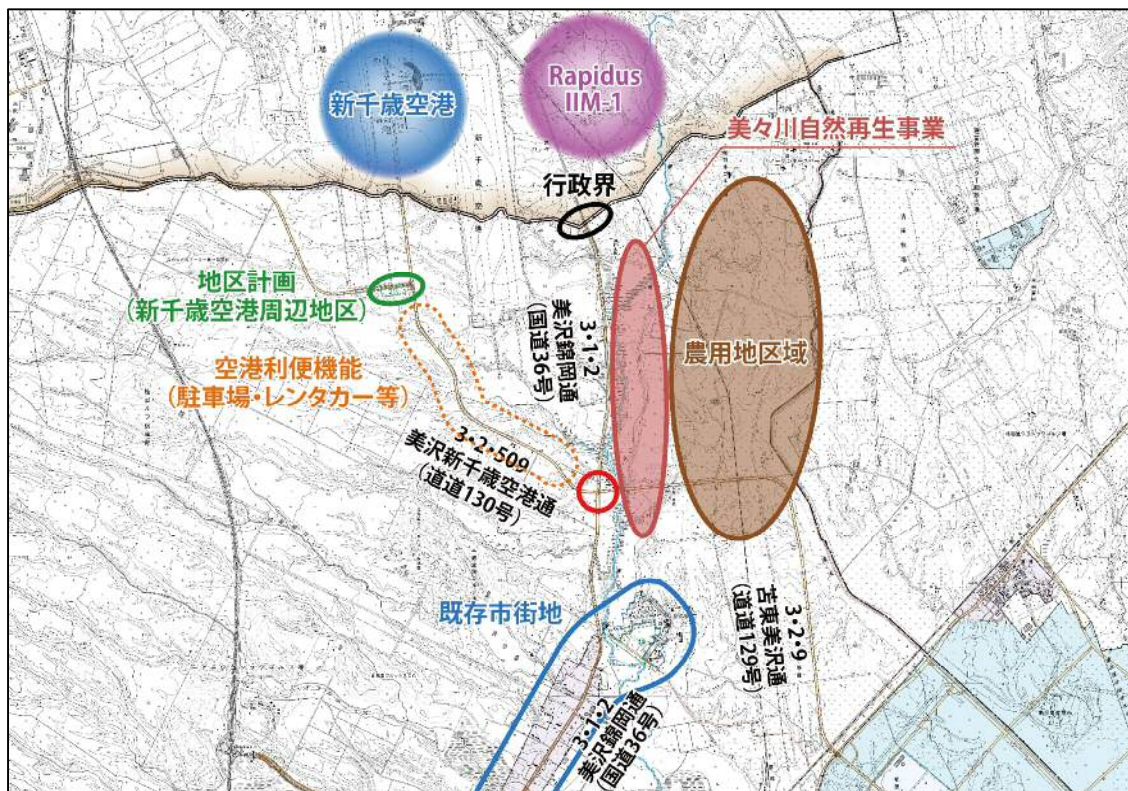 新千歳空港
Rapidus
IIM-1
美々川自然再生事業
行政界
地区計画
(新千歳空港周辺地区)
3・1・2
美沢錦岡通
(国道36号)
農用地区域
空港利便機能
(駐車場・レンタカー等)
3・2・509
美沢新千歳空港通
(道道130号)
既存市街地
3・2・9
苫東美沢通
(道道129号)
3・1・2
美沢錦岡通
(国道36号)